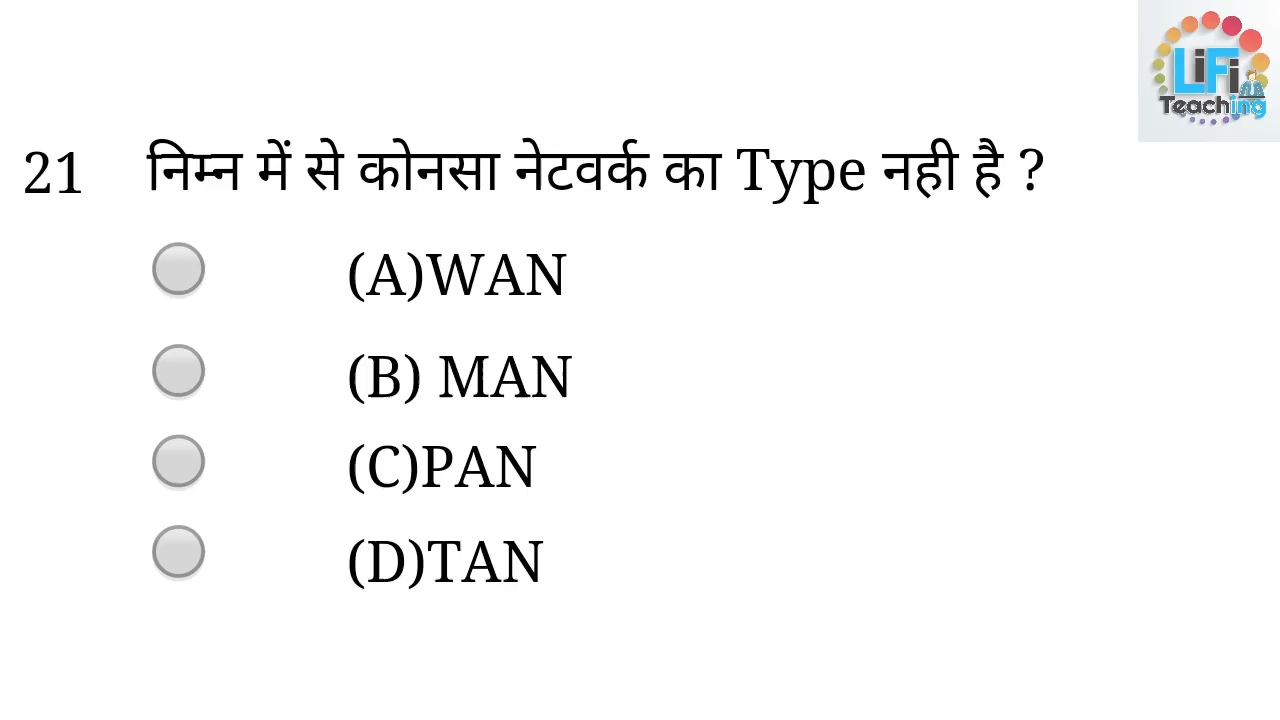 LiFi
Teaching
21 निम्न में से कोनसा नेटवर्क का Type नही है ?
(A)WAN
(B) MAN
(C)PAN
(D)TAN